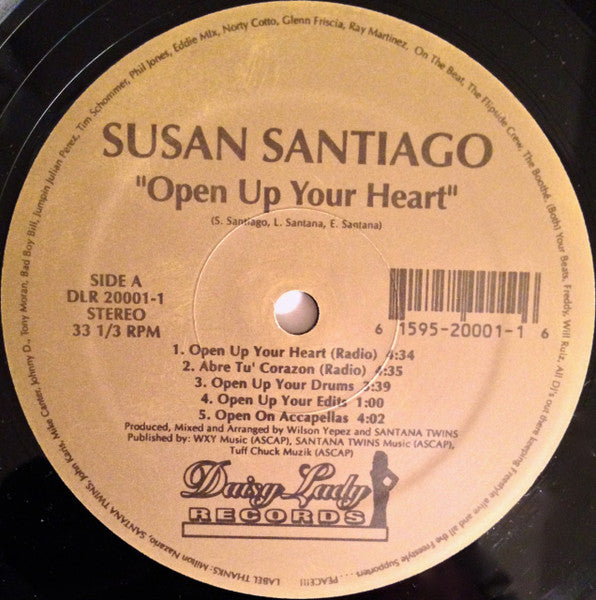 SUSAN SANTIAGO
"Open Up Your Heart"
(S. Santiago, L. Santana, E. Santana)
SIDE A
DLR 20001-1
STEREO
33 1/3 RPM
6 1595-20001-1 6
1. Open Up Your Heart (Radio) 4:34
2. Abre Tu' Corazon (Radio) 4:35
3. Open Up Your Drums 3:39
4. Open Up Your Edits 1:00
5. Open On Accapellas 4:02
Produced, Mixed and Arranged by Wilson Yepez and SANTANA TWINS
Published by: WXY Music (ASCAP), SANTANA TWINS Music (ASCAP),
Tuff Chuck Muzik (ASCAP)
Daisy Lady
RECORDS
LABEL THANKS: Milton Nazario, SANTANA TWINS, John Karis, Mike Canter, Johnny D., Tony Moran, Bad Boy Bill, Jumpin Julian Perez, Tim Schommer, Phil Jones, Eddie Mix, Norty Cotto, Glenn Friscia, Ray Martinez, On The Beat, The Flipside Crew, The Boothé, (Both) Your Beats, Freddy, Will Ruiz, All DJ's out there keeping Freestyle alive and all the Freestyle Supporters . . . . PEACE!!!